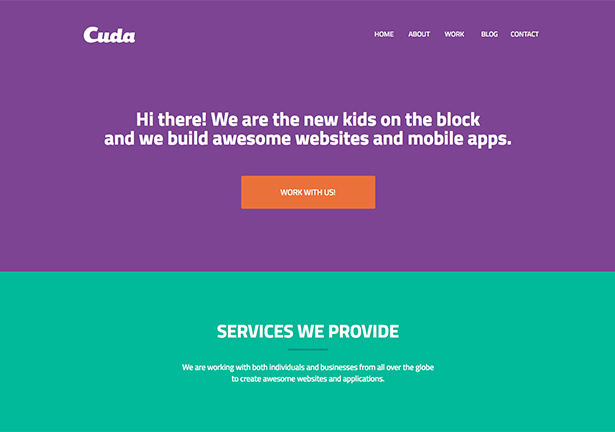 Cuda
HOME ABOUT WORK BLOG CONTACT
Hi there! We are the new kids on the block
and we build awesome websites and mobile apps.
WORK WITH US!
SERVICES WE PROVIDE
We are working with both individuals and businesses from all over the globe
to create awesome websites and applications.